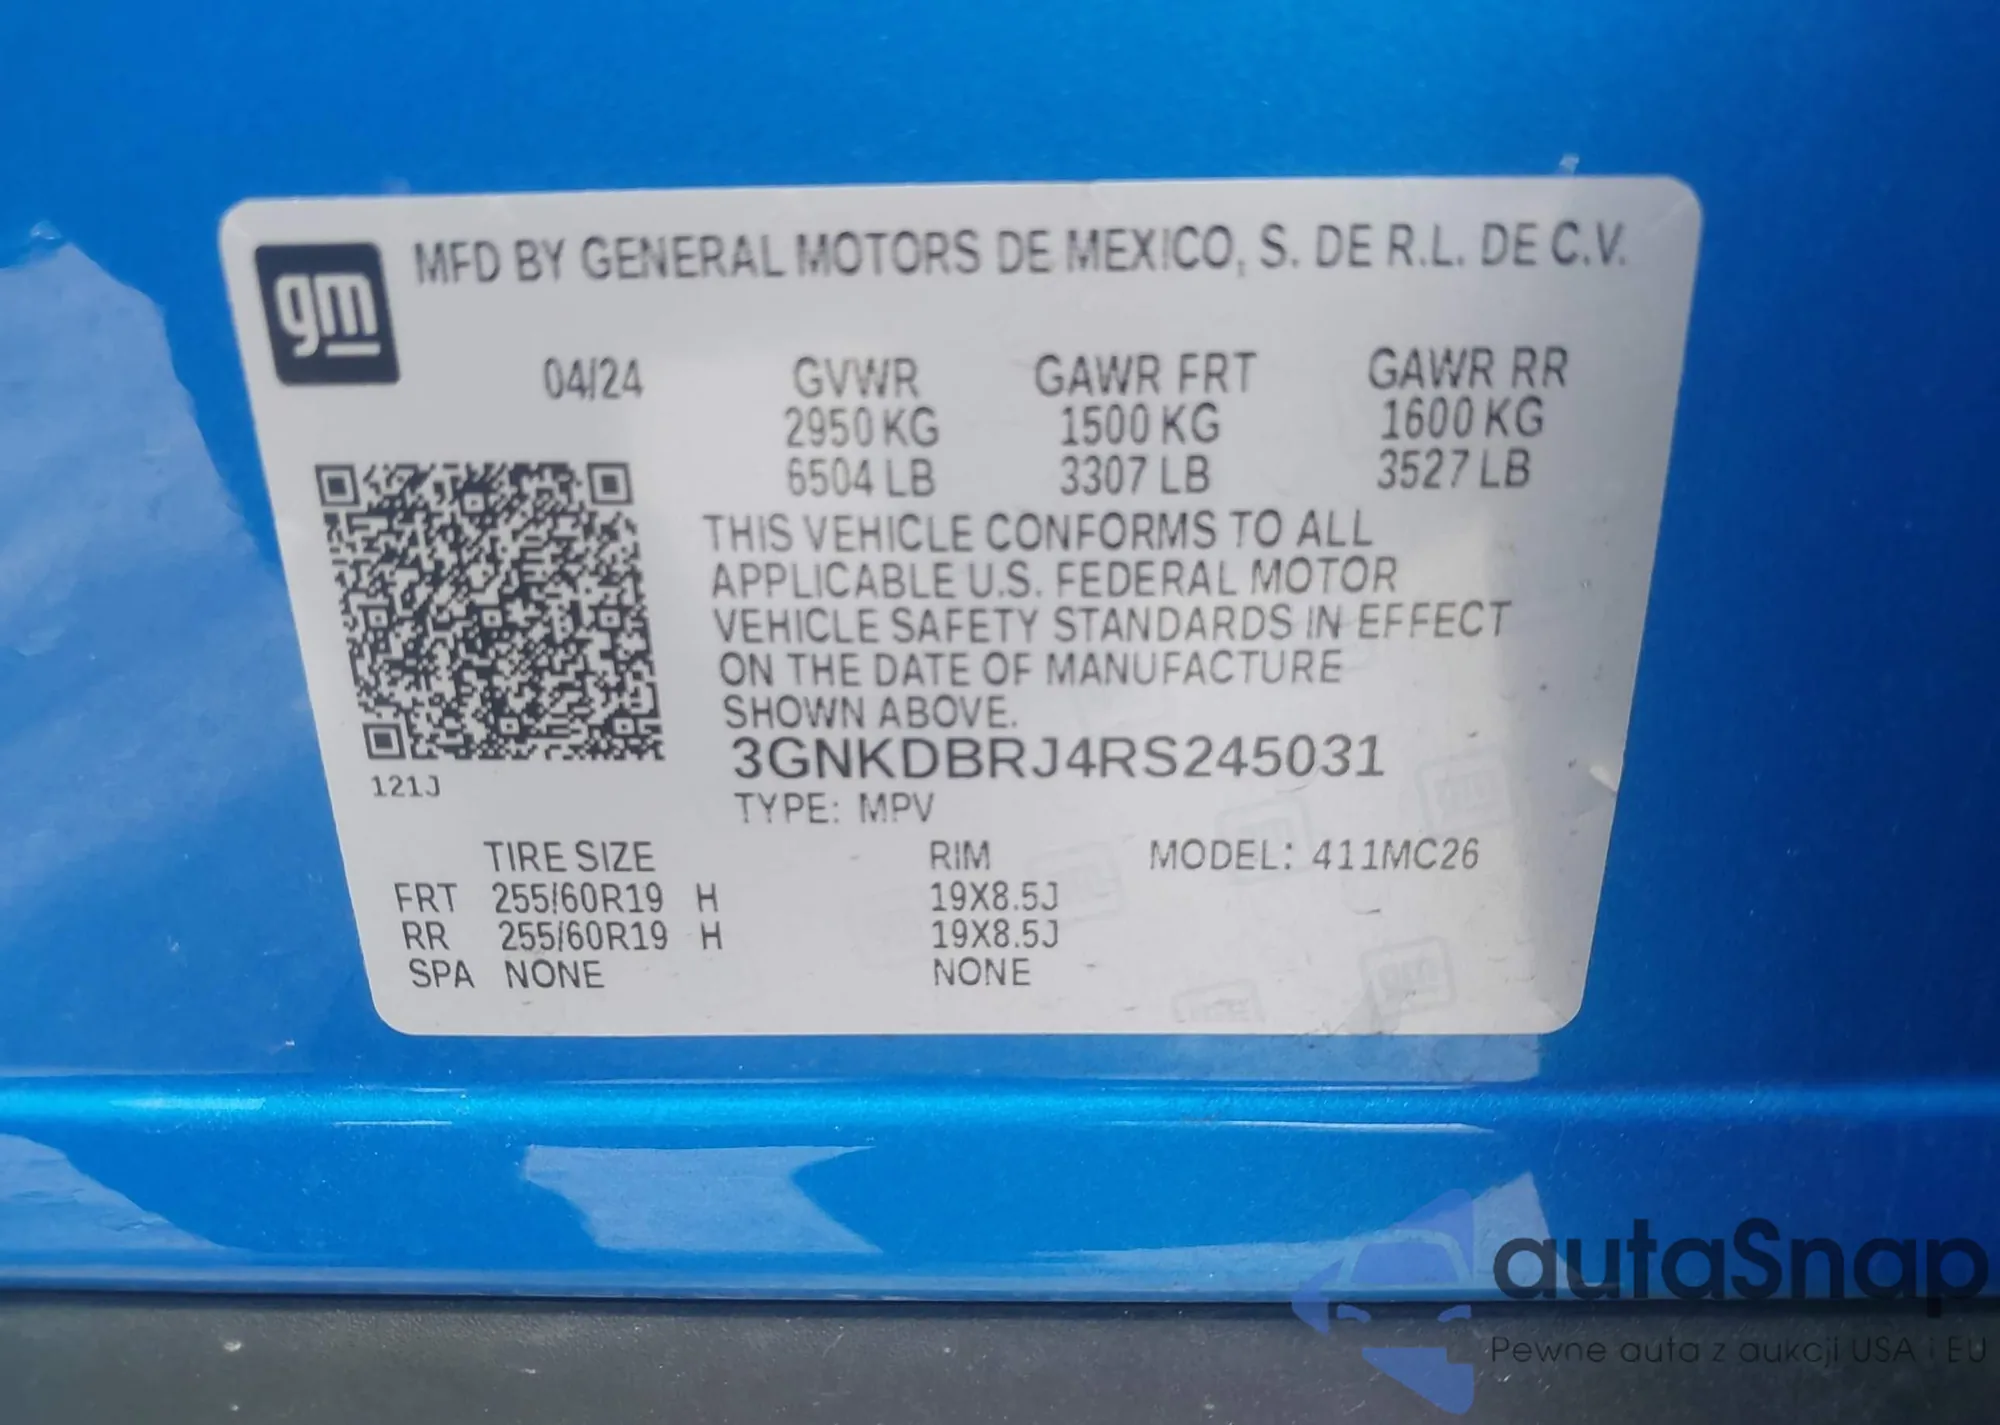 gm
MFD BY GENERAL MOTORS DE MEXICO, S. DE R.L. DE C.V.
04/24 GVWR GAWR FRT GAWR RR
2950 KG 1500 KG 1600 KG
6504 LB 3307 LB 3527 LB
THIS VEHICLE CONFORMS TO ALL
APPLICABLE U.S. FEDERAL MOTOR
VEHICLE SAFETY STANDARDS IN EFFECT
ON THE DATE OF MANUFACTURE
SHOWN ABOVE.
3GNKDBRJ4RS245031
121J
TYPE: MPV
TIRE SIZE RIM MODEL: 411MC26
FRT 255/60R19 H 19X8.5J
RR 255/60R19 H 19X8.5J
SPA NONE NONE
autaSnap
Pewne auta z aukcji USA i EU